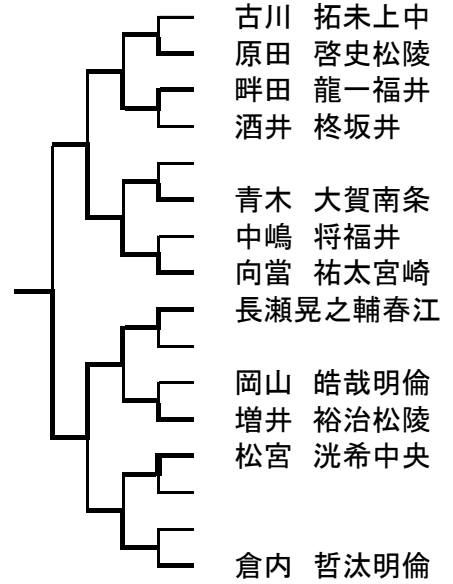 古川 拓未上中
原田 啓史松陵
畔田 龍一福井
酒井 柊坂井
青木 大賀南条
中嶋 将福井
向當 祐太宮崎
長瀬晃之輔春江
岡山 皓哉明倫
増井 裕治松陵
松宮 洸希中央
倉内 哲汰明倫